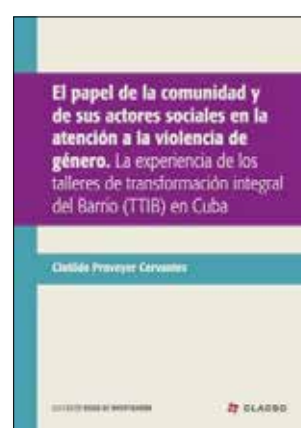 El papel de la comunidad y
de sus actores sociales en la
atención a la violencia de
género. La experiencia de los
talleres de transformación integral
del Barrio (TTIB) en Cuba
Clotilde Proveyer Cervantes
CLACSO